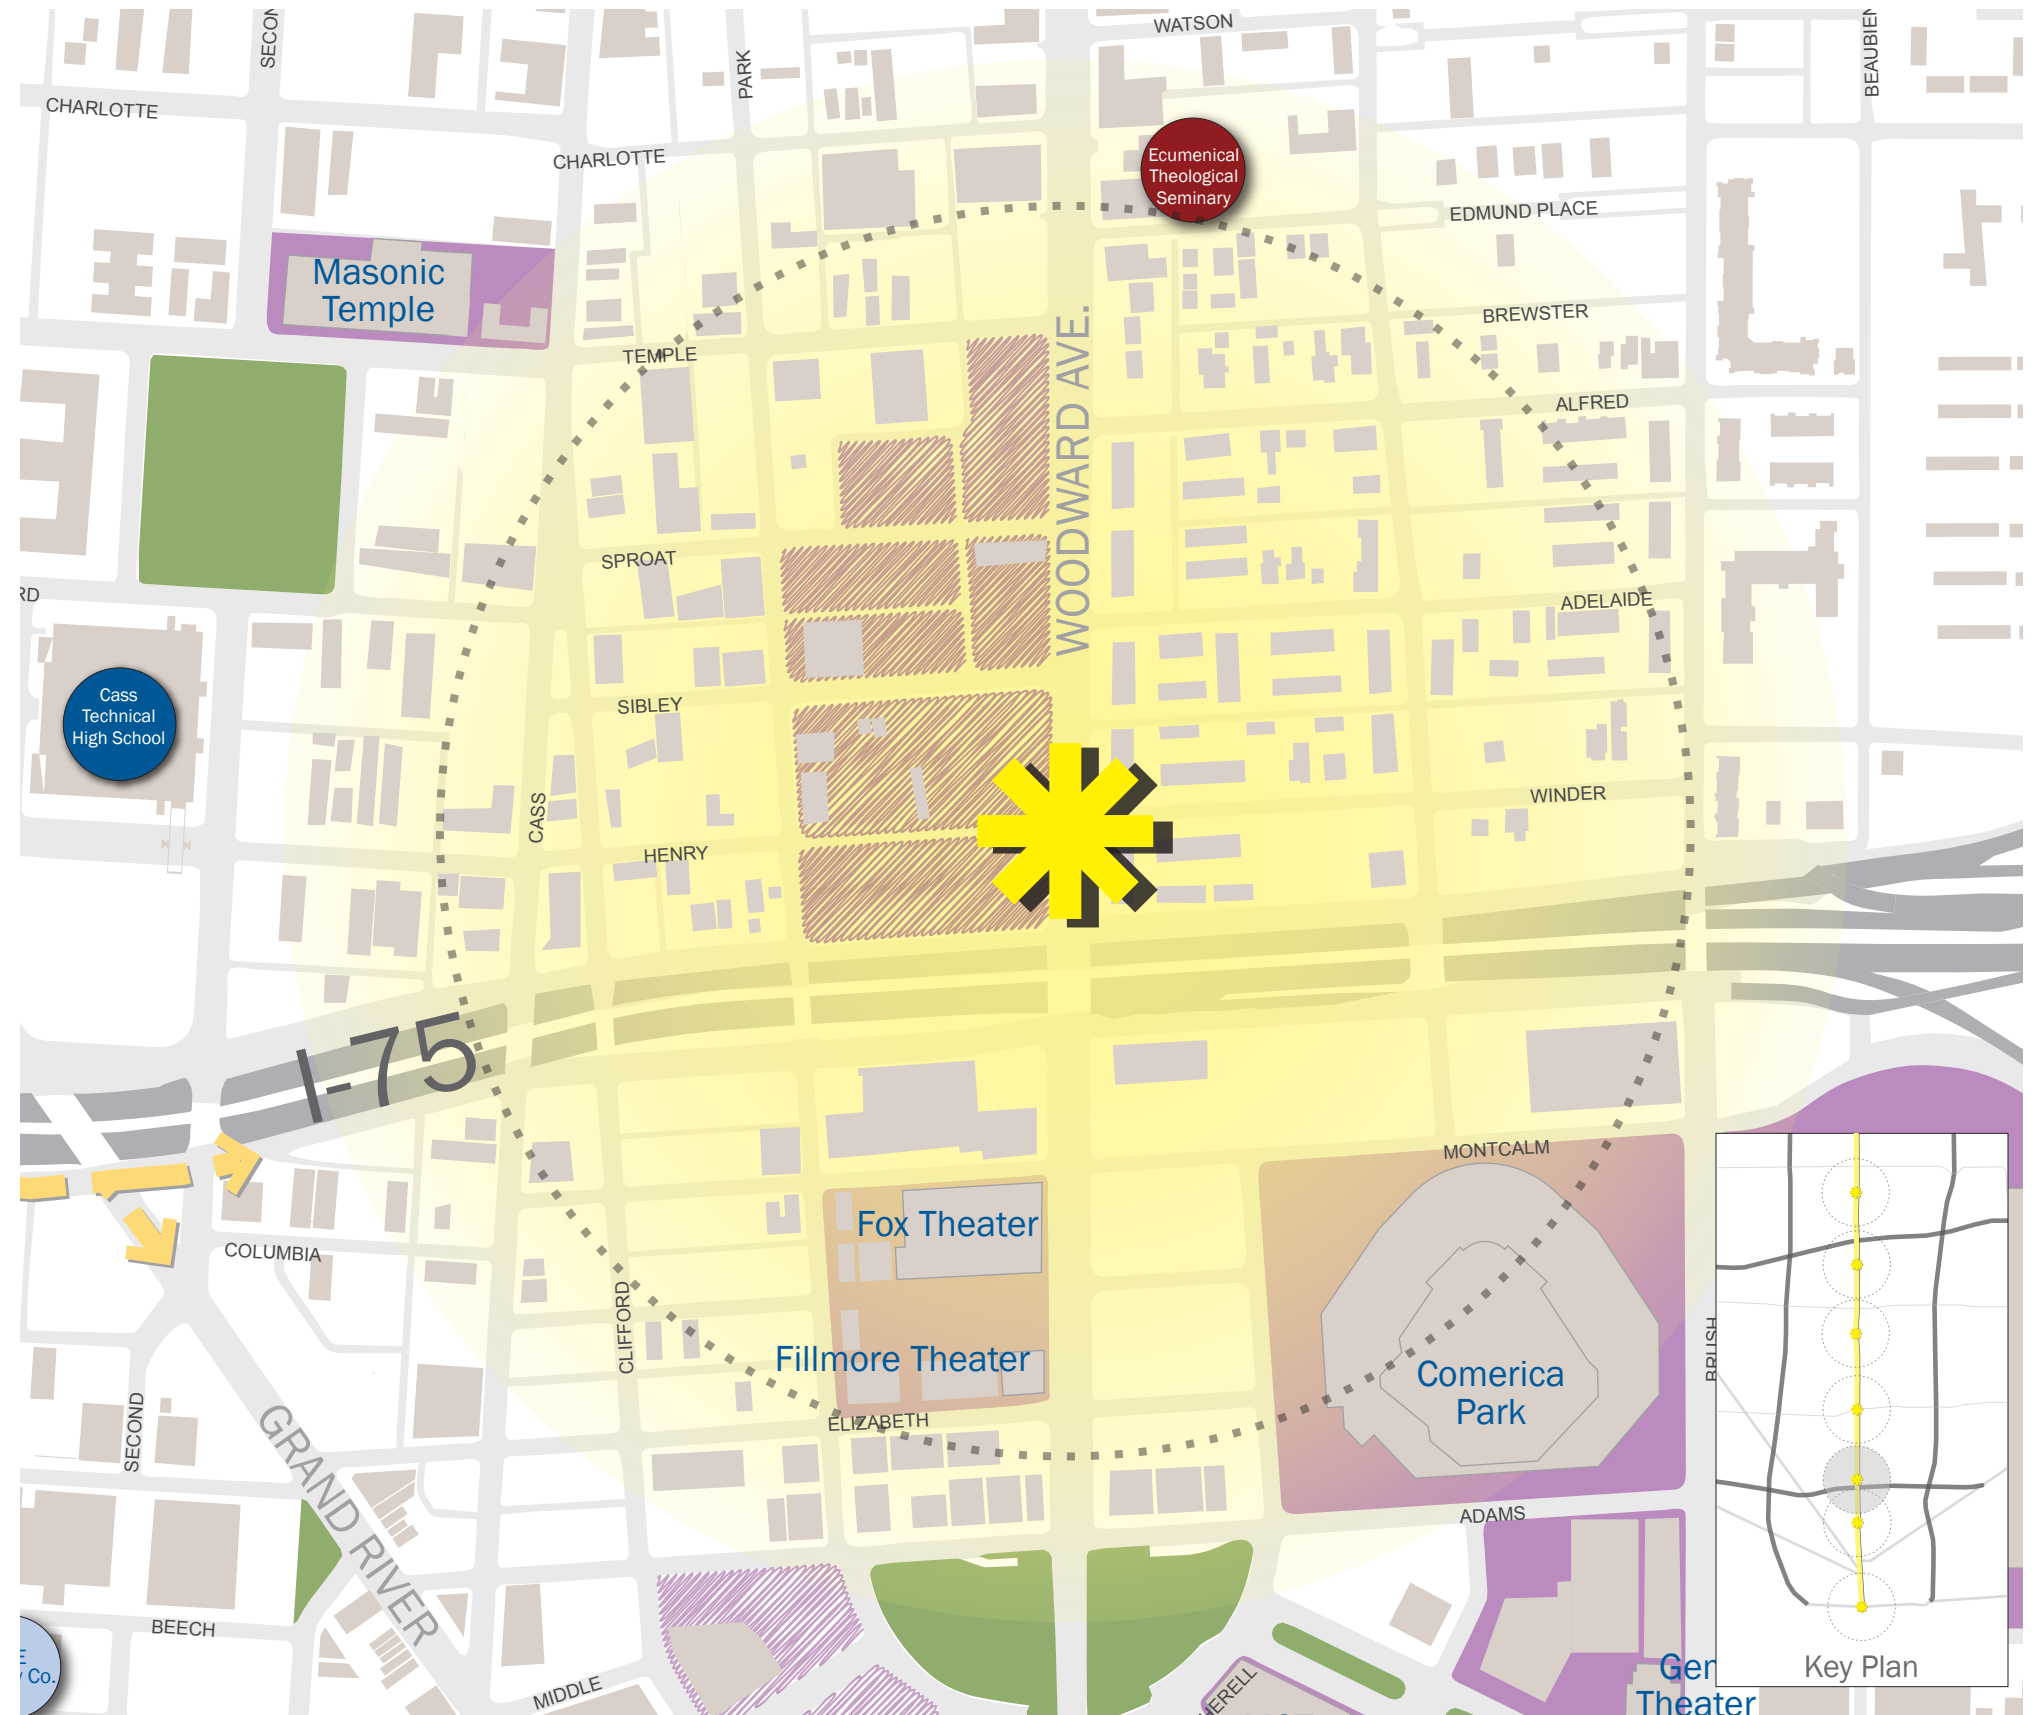 WATSON
SECON
PARK
BEAUBIEN
CHARLOTTE
CHARLOTTE
Ecumenical
Theological
Seminary
EDMUND PLACE
Masonic
Temple
BREWSTER
TEMPLE
WOODWARD AVE.
ALFRED
SPROAT
RD
ADELAIDE
Cass
Technical
High School
SIBLEY
CASS
WINDER
HENRY
I-75
MONTCALM
COLUMBIA
Fox Theater
CLIFFORD
Fillmore Theater
BRUSH
Comerica
Park
SECOND
GRAND RIVER
ELIZABETH
ADAMS
BEECH
E
Co.
MIDDLE
HERELL
Gen
Theater
Key Plan